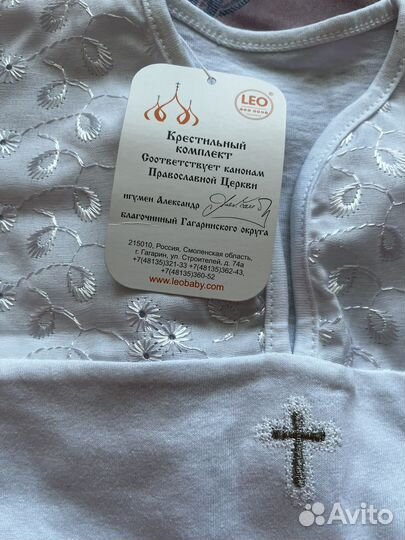 LEO
Крестильный
комплект
Соответствует канонам
Православной Церкви
игумен Александр
благочинный Гагаринского округа
215010, Россия, Смоленская область,
г. Гагарин, ул. Строителей, д. 74а
+7(48135)321-33 +7(48135)362-43,
+7(48135)360-52
www.leobaby.com
Avito